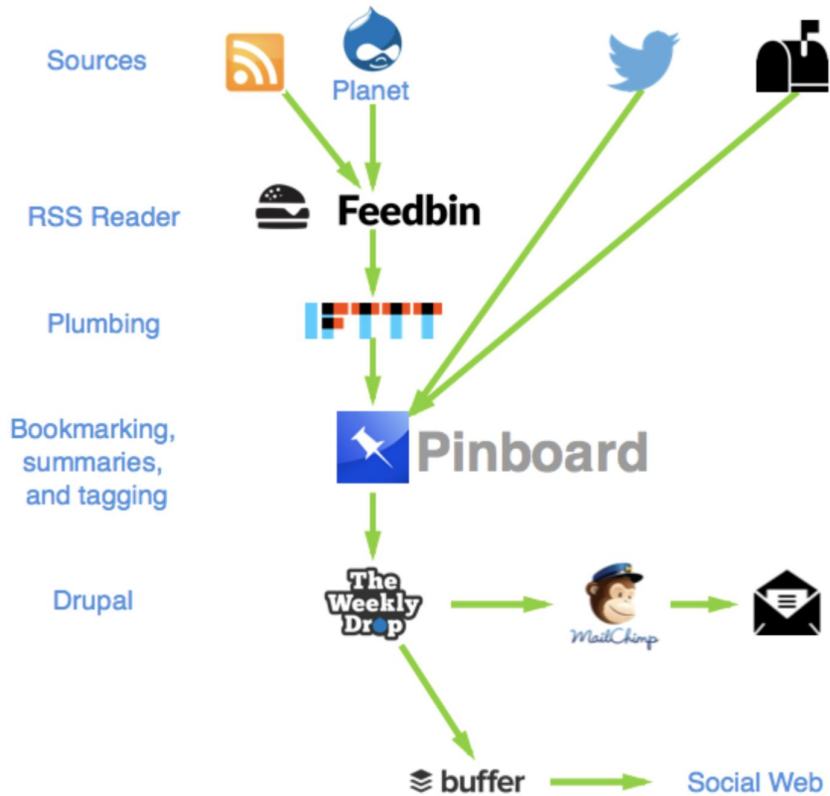 Sources
Planet
RSS Reader
Feedbin
Plumbing
IFTTT
Bookmarking,
summaries,
and tagging
Pinboard
Drupal
The
Weekly
Drop
MailChimp
buffer
Social Web